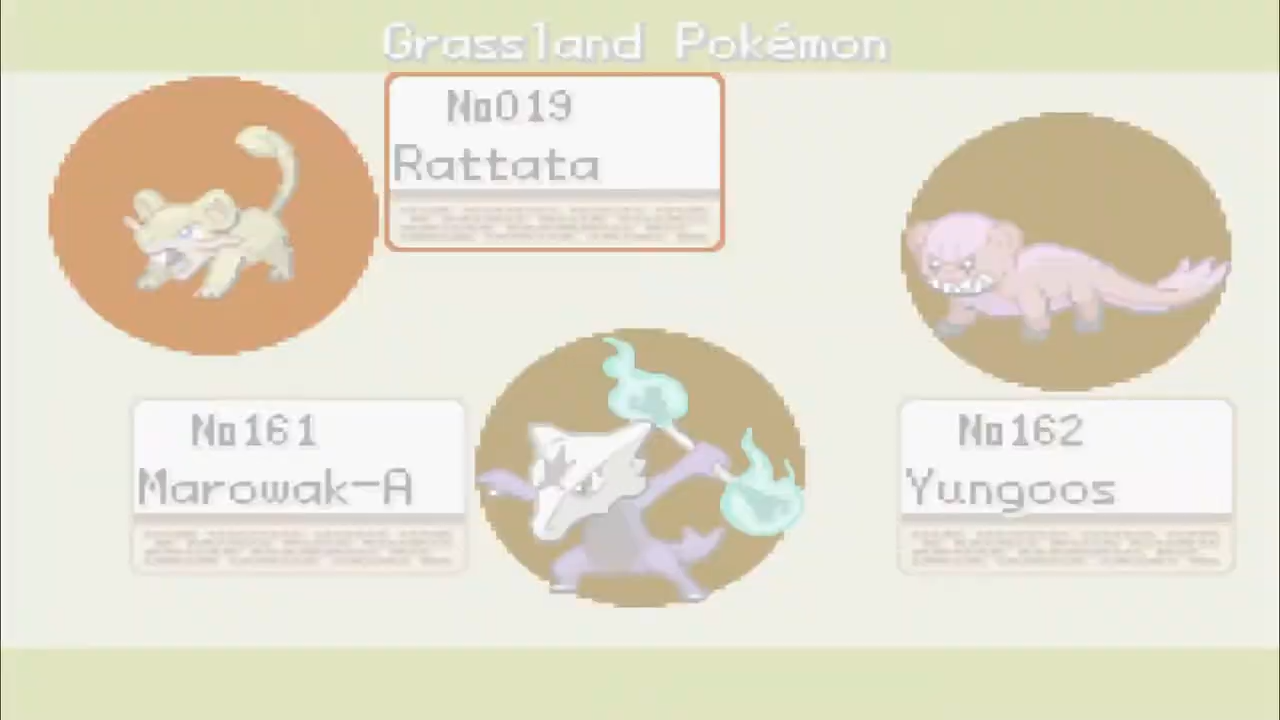 Grassland Pokémon
No019
Rattata
No161
Marowak-A
No162
Yungoos